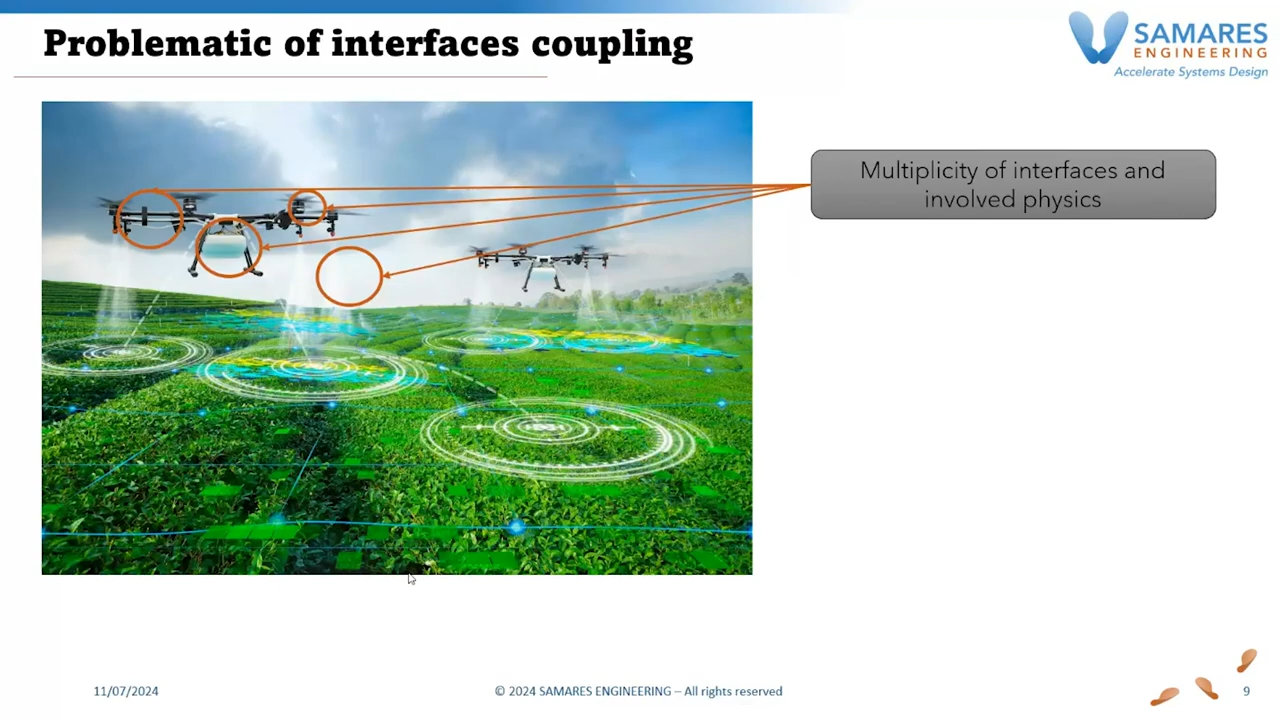 Problematic of interfaces coupling
SAMARES
ENGINEERING
Accelerate Systems Design
Multiplicity of interfaces and
involved physics
11/07/2024
© 2024 SAMARES ENGINEERING – All rights reserved
9